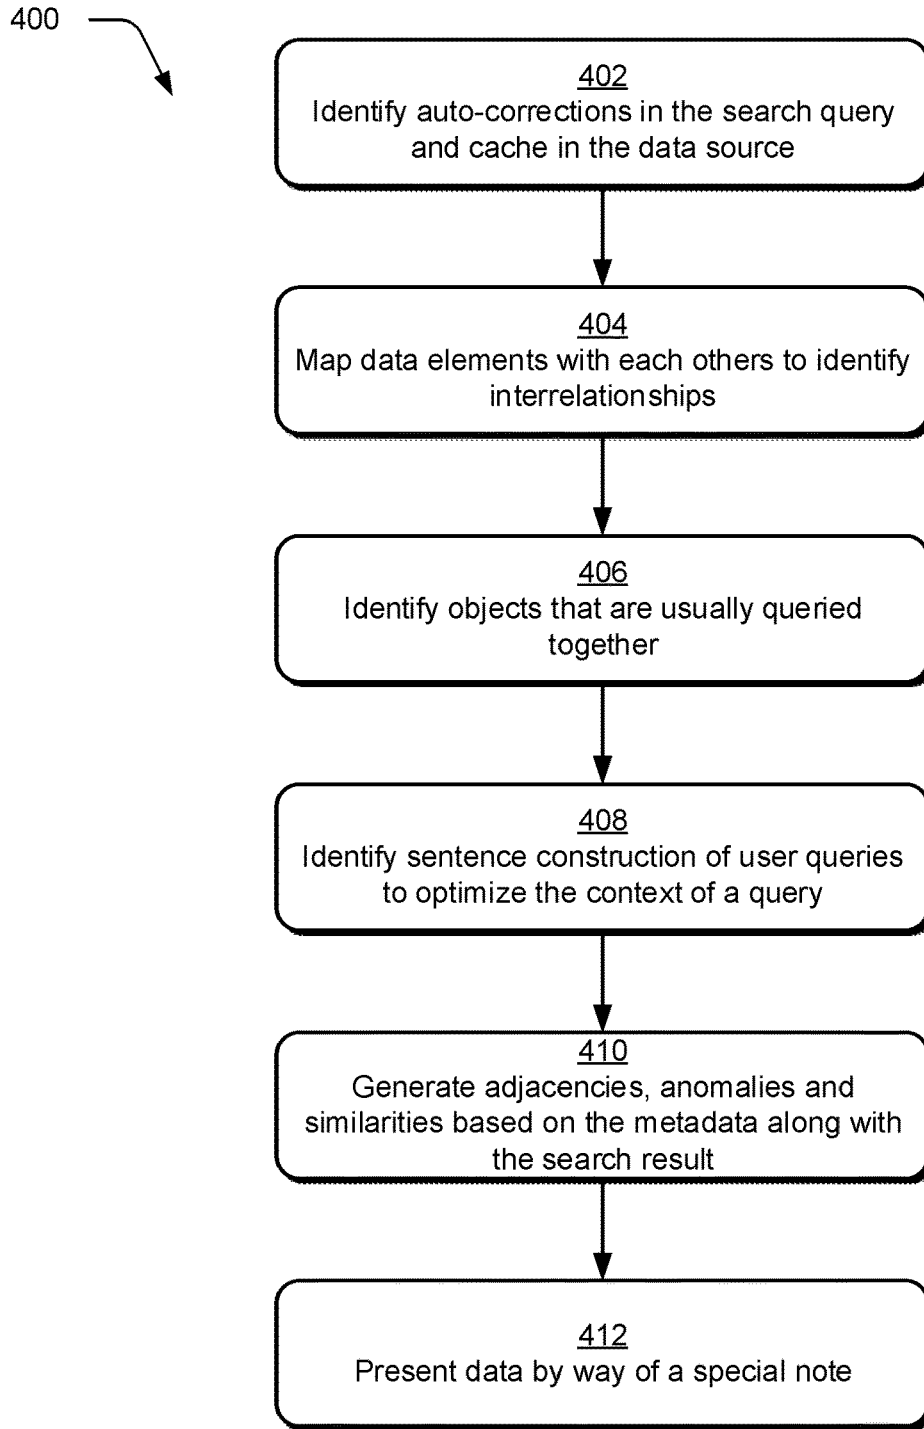 400
402
Identify auto-corrections in the search query
and cache in the data source
404
Map data elements with each others to identify
interrelationships
406
Identify objects that are usually queried
together
408
Identify sentence construction of user queries
to optimize the context of a query
410
Generate adjacencies, anomalies and
similarities based on the metadata along with
the search result
412
Present data by way of a special note